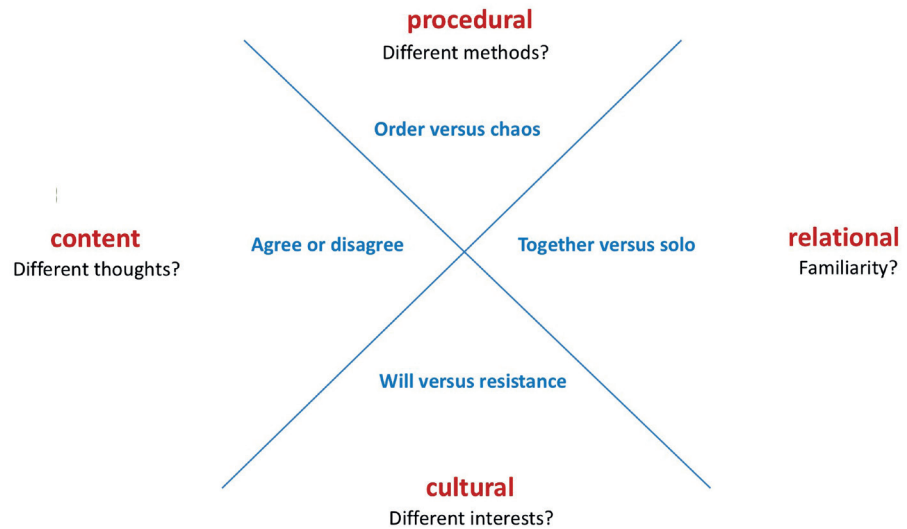 procedural
Different methods?
Order versus chaos
content
Different thoughts?
Agree or disagree
Together versus solo
relational
Familiarity?
Will versus resistance
cultural
Different interests?